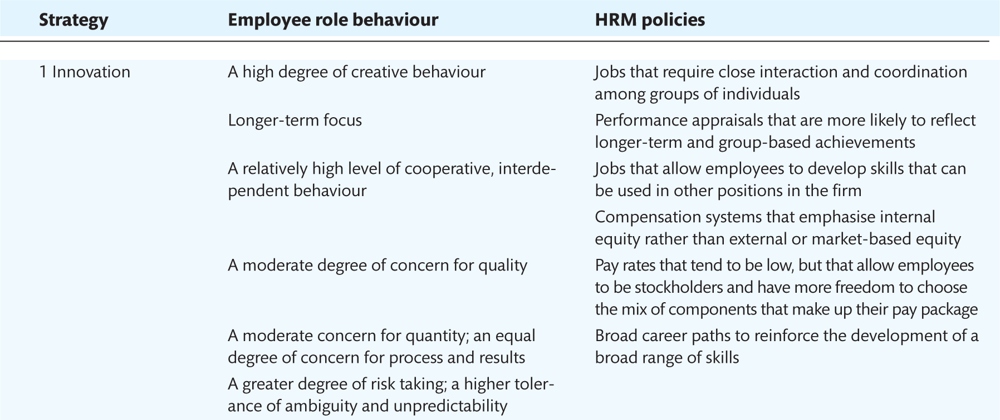 Strategy Employee role behaviour HRM policies
1 Innovation A high degree of creative behaviour Jobs that require close interaction and coordination
among groups of individuals
Longer-term focus Performance appraisals that are more likely to reflect
longer-term and group-based achievements
A relatively high level of cooperative, interde- Jobs that allow employees to develop skills that can
pendent behaviour be used in other positions in the firm
Compensation systems that emphasise internal
equity rather than external or market-based equity
A moderate degree of concern for quality Pay rates that tend to be low, but that allow employees
to be stockholders and have more freedom to choose
the mix of components that make up their pay package
A moderate concern for quantity; an equal Broad career paths to reinforce the development of a
degree of concern for process and results broad range of skills
A greater degree of risk taking; a higher toler-
ance of ambiguity and unpredictability